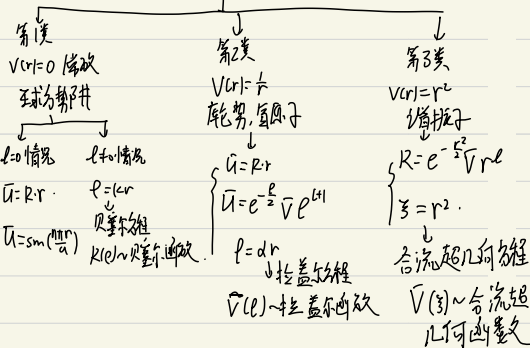 第1类
V(r)=0 常数
无球方势阱
l=0情况
Ū=R·r.
Ū=sin(nπr/a)
l≠0情况
ρ=kr
贝塞尔方程
R(ρ)~贝塞尔函数.
第2类
V(r)=1/r
库仑势,氢原子
Ū=R·r
Ū=e^{-ρ/2} V̄ ρ^{l+1}
ρ=αr
拉盖尔方程
V̄(ρ)~拉盖尔函数
第3类
V(r)=r²
谐振子
R=e^{-r²/2} V̄ r^l
ξ=r².
合流超几何方程
V̄(ξ)~合流超
几何函数